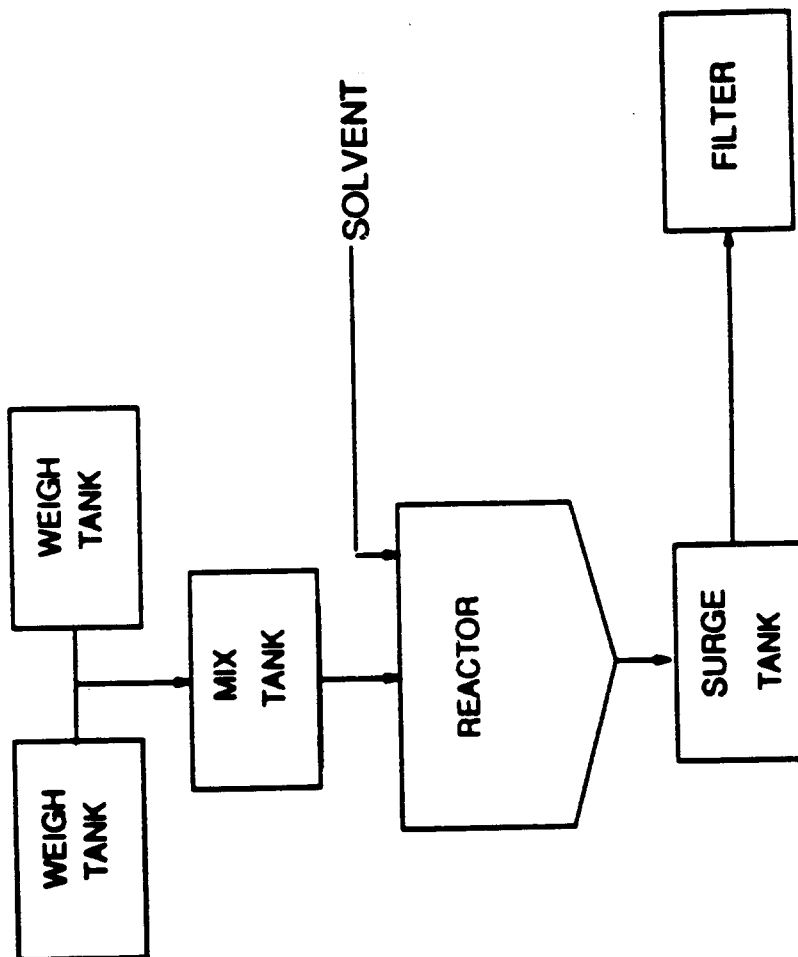 WEIGH
TANK
WEIGH
TANK
MIX
TANK
SOLVENT
REACTOR
SURGE
TANK
FILTER